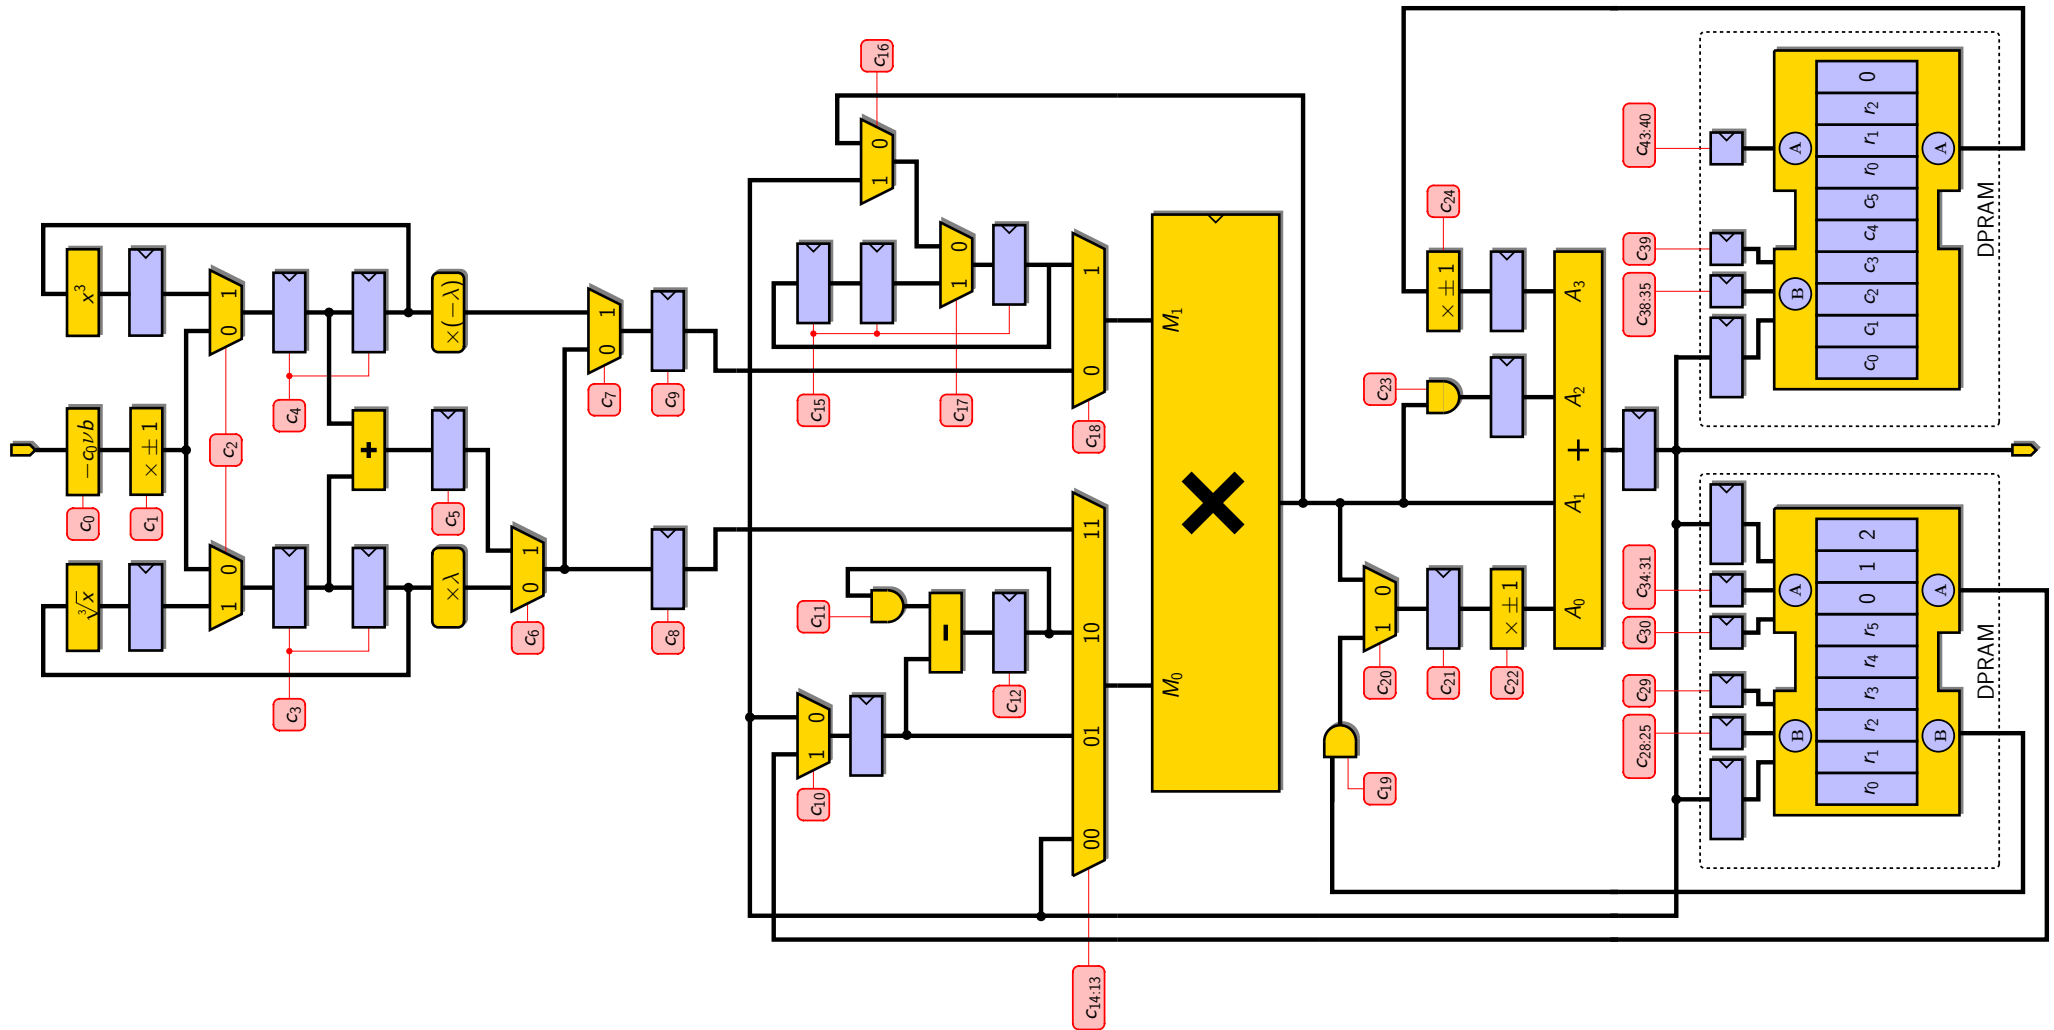 c₁₆
x³
× (−λ)
−c₀νb
× ± 1
c₀
c₁
c₂
c₃
c₄
+
c₅
∛x
×λ
0
1
1
0
1
0
c₆
1
0
c₇
c₈
c₉
1
0
1
0
c₁₅
c₁₇
1
0
c₁₈
11
10
01
00
c₁₁
-
c₁₂
1
0
c₁₀
c₁₄:₁₃
M₁
M₀
×
c₂₄
× ± 1
c₂₃
A₃
A₂
+
A₁
A₀
1
0
× ± 1
c₂₀
c₂₁
c₂₂
c₁₉
c₄₃:₄₀
c₃₉
c₃₈:₃₅
A
B
0
r₂
r₁
r₀
c₅
c₄
c₃
c₂
c₁
c₀
A
DPRAM
c₃₄:₃₁
c₃₀
c₂₉
c₂₈:₂₅
A
B
2
1
0
r₅
r₄
r₃
r₂
r₁
r₀
A
B
DPRAM